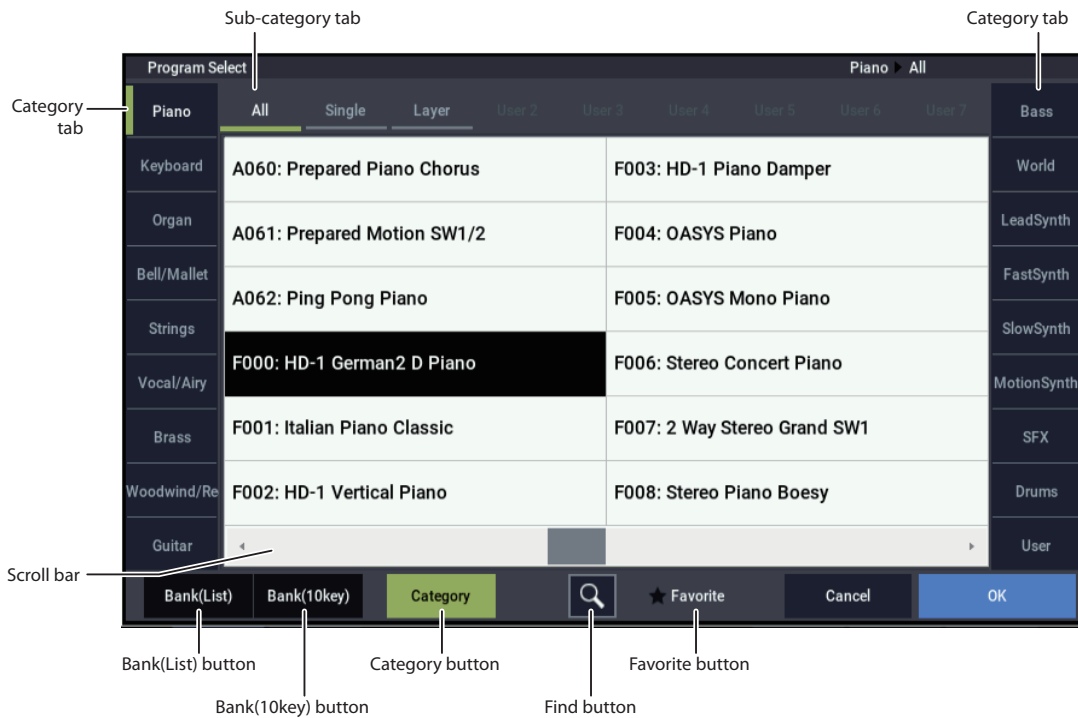 Sub-category tab
Category tab
Program Select
Piano ▶ All
Category
tab
Piano
All
Single
Layer
User 2
User 3
User 4
User 5
User 6
User 7
Bass
Keyboard
A060: Prepared Piano Chorus
F003: HD-1 Piano Damper
World
Organ
A061: Prepared Motion SW1/2
F004: OASYS Piano
LeadSynth
Bell/Mallet
A062: Ping Pong Piano
F005: OASYS Mono Piano
FastSynth
Strings
F000: HD-1 German2 D Piano
F006: Stereo Concert Piano
SlowSynth
Vocal/Airy
MotionSynth
Brass
F001: Italian Piano Classic
F007: 2 Way Stereo Grand SW1
SFX
Woodwind/Re
F002: HD-1 Vertical Piano
F008: Stereo Piano Boesy
Drums
Guitar
User
Scroll bar
Bank(List)
Bank(10key)
Category
Favorite
Cancel
OK
Bank(List) button
Category button
Favorite button
Bank(10key) button
Find button